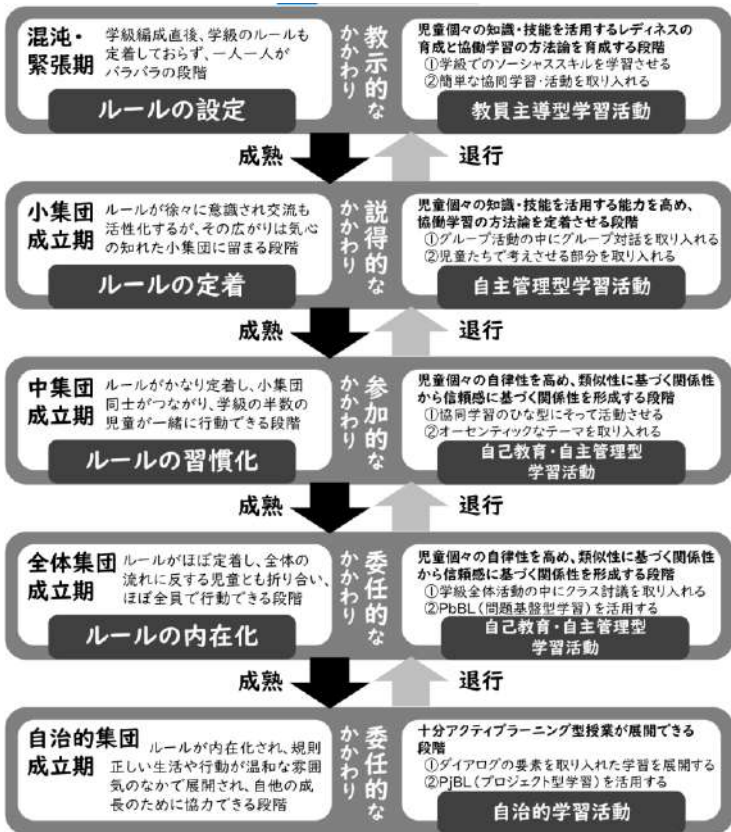 混沌・
緊張期
学級編成直後、学級のルールも
定着しておらず、一人一人が
バラバラの段階
ルールの設定
教示的な
かかわり
児童個々の知識・技能を活用するレディネスの
育成と協働学習の方法論を育成する段階
①学級でのソーシャススキルを学習させる
②簡単な協同学習・活動を取り入れる
教員主導型学習活動
成熟
退行
小集団
成立期
ルールが徐々に意識され交流も
活性化するが、その広がりは気心
の知れた小集団に留まる段階
ルールの定着
説得的な
かかわり
児童個々の知識・技能を活用する能力を高め、
協働学習の方法論を定着させる段階
①グループ活動の中にグループ対話を取り入れる
②児童たちで考えさせる部分を取り入れる
自主管理型学習活動
成熟
退行
中集団
成立期
ルールがかなり定着し、小集団
同士がつながり、学級の半数の
児童が一緒に行動できる段階
ルールの習慣化
参加的な
かかわり
児童個々の自律性を高め、類似性に基づく関係性
から信頼感に基づく関係性を形成する段階
①協同学習のひな型にそって活動させる
②オーセンティックなテーマを取り入れる
自己教育・自主管理型
学習活動
成熟
退行
全体集団
成立期
ルールがほぼ定着し、全体の
流れに反する児童とも折り合い、
ほぼ全員で行動できる段階
ルールの内在化
委任的な
かかわり
児童個々の自律性を高め、類似性に基づく関係性
から信頼感に基づく関係性を形成する段階
①学級全体活動の中にクラス討議を取り入れる
②PbBL(問題基盤型学習)を活用する
自己教育・自主管理型
学習活動
成熟
退行
自治的集団
成立期
ルールが内在化され、規則
正しい生活や行動が温和な雰囲
気のなかで展開され、自他の成
長のために協力できる段階
委任的な
かかわり
十分アクティブラーニング型授業が展開できる
段階
①ダイアログの要素を取り入れた学習を展開する
②PjBL(プロジェクト型学習)を活用する
自治的学習活動